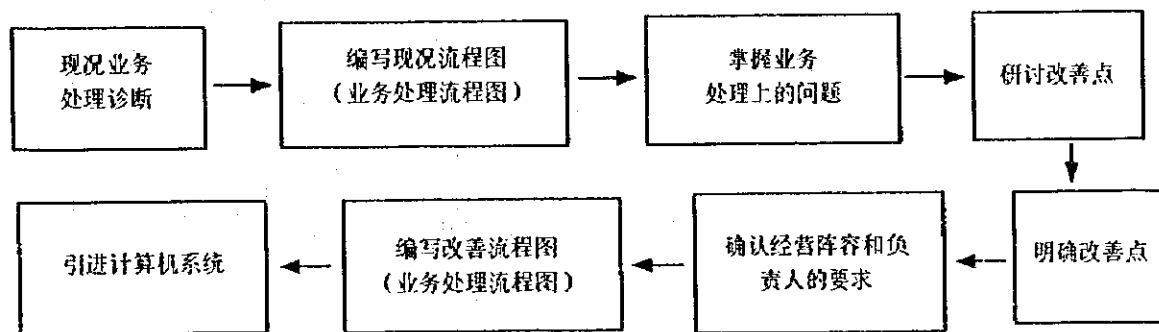 现况业务
处理诊断
编写现况流程图
(业务处理流程图)
掌握业务
处理上的问题
研讨改善点
明确改善点
确认经营阵容和负
责人的要求
编写改善流程图
(业务处理流程图)
引进计算机系统